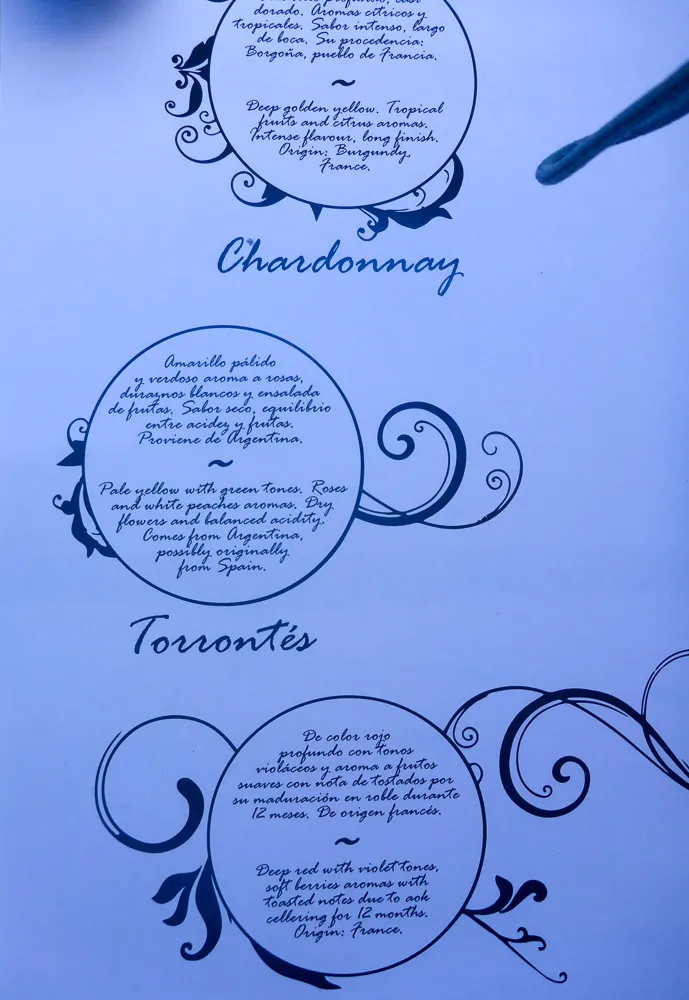 dorado. Aromas cítricos y
tropicales. Sabor intenso, largo
de boca. Su procedencia:
Borgoña, pueblo de Francia.
~
Deep golden yellow. Tropical
fruits and citrus aromas.
Intense flavour, long finish.
Origin: Burgundy,
France.
Chardonnay
Amarillo pálido
y verdoso aroma a rosas,
duraznos blancos y ensalada
de frutas. Sabor seco, equilibrio
entre acidez y frutas.
Proviene de Argentina.
~
Pale yellow with green tones. Roses
and white peaches aromas. Dry
flowers and balanced acidity.
Comes from Argentina,
possibly originally
from Spain.
Torrontés
De color rojo
profundo con tonos
violáceos y aroma a frutos
suaves con nota de tostados por
su maduración en roble durante
12 meses. De origen francés.
~
Deep red with violet tones,
soft berries aromas with
toasted notes due to aok
cellering for 12 months.
Origin: France.